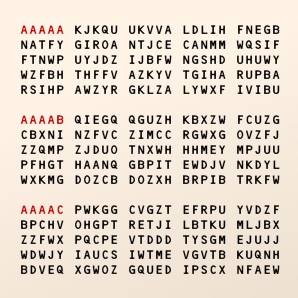 AAAAA KJKQU UKVVA LDLIH FNEGB
NATFY GIROA NTJCE CANMM WQSIF
FTNWP UYJDZ IJBFW NGSHD UHUWY
WZFBH THFFV AZKYV TGIHA RUPBA
RSIHP AWZYR GKLZA LYWXF IVIBU
AAAAB QIEGQ QGUZH KBXZW FCUZG
CBXNI NZFVC ZIMCC RGWXG OVZFJ
ZZQMP ZJDUO TNXWH HHMEY MPJUU
PFHGT HAANQ GBPIT EWDJV NKDYL
WXKMG DOZCB DOZXH BRPIB TRKFW
AAAAC PWKGG CVGZT EFRPU YVDZF
BPCHV OHGPT RETJI LBTKU MLJBX
ZZFWX PQCPE VTDDD TYSGM EJUJJ
WDWJY IAUCS IWTME VGVTB KUQNH
BDVEQ XGWOZ GQUED IPSCX NFAEW